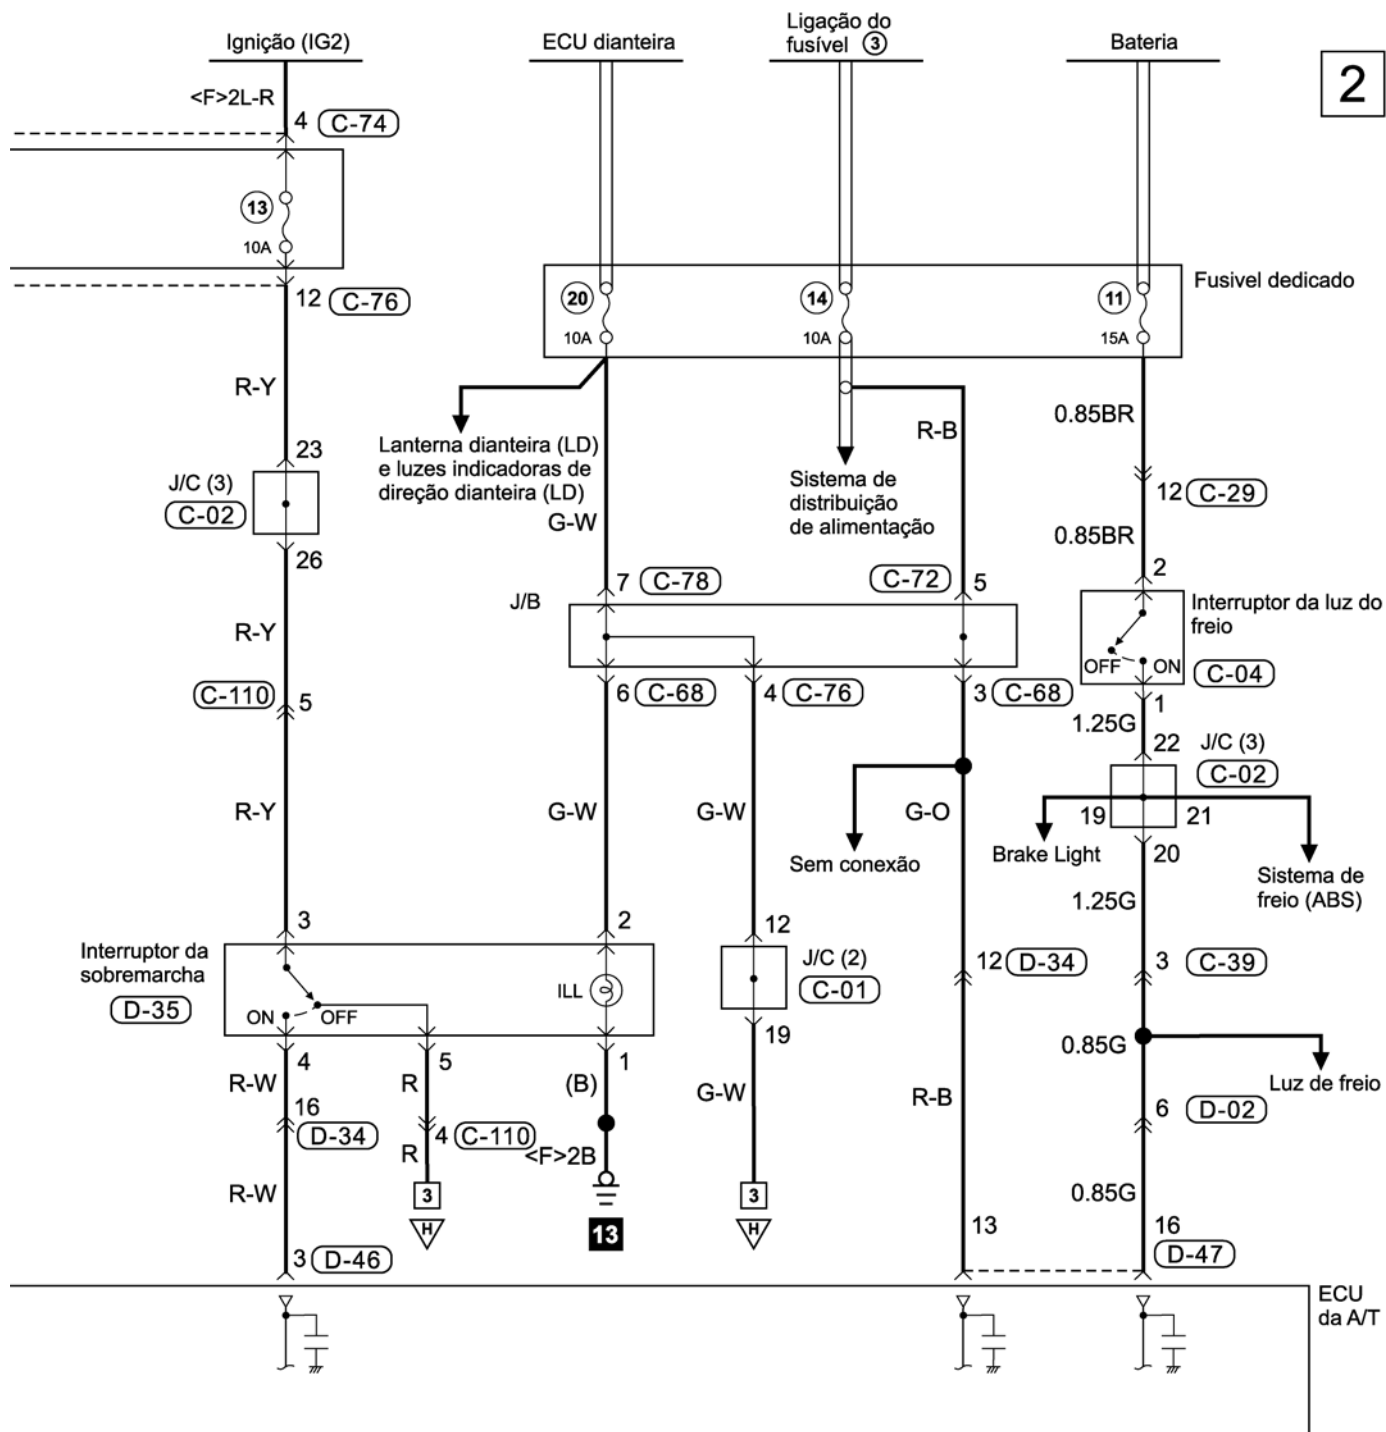 Ignição (IG2)
ECU dianteira
Ligação do
fusível 3
Bateria
2
<F>2L-R
4 C-74
13
10A
12 C-76
20
10A
14
10A
11
15A
Fusivel dedicado
R-Y
Lanterna dianteira (LD)
e luzes indicadoras de
direção dianteira (LD)
R-B
0.85BR
23
J/C (3)
C-02
26
G-W
Sistema de
distribuição
de alimentação
12 C-29
0.85BR
2
7 C-78
C-72 5
J/B
Interruptor da luz do
freio
OFF ON
C-04
R-Y
6 C-68
4 C-76
3 C-68
1
C-110 5
1.25G
22
J/C (3)
C-02
19 21
R-Y
G-W
G-W
G-O
Sem conexão
Brake Light
20
Sistema de
freio (ABS)
1.25G
3
2
12
Interruptor da
sobremarcha
D-35
ON OFF
ILL
J/C (2)
C-01
12 D-34
3 C-39
19
4
5
1
0.85G
R-W
R
(B)
G-W
R-B
Luz de freio
16
D-34
4 C-110
6 D-02
R
<F>2B
R-W
3
H
13
3
H
0.85G
13
16
3 D-46
D-47
ECU
da A/T